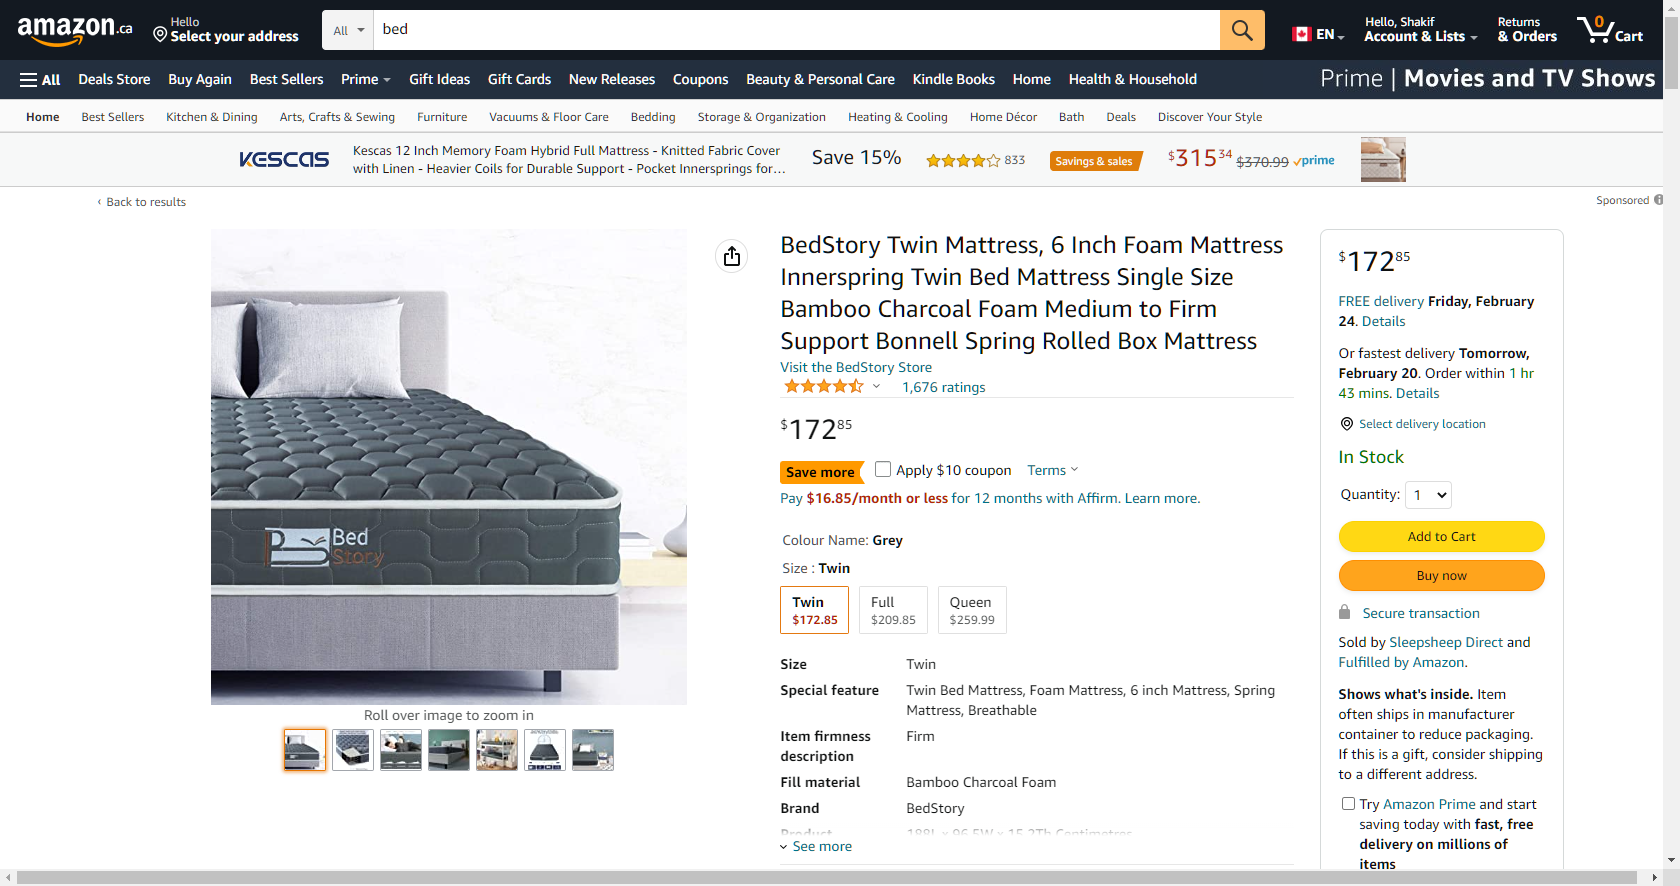 amazon.ca
Hello
Select your address
All
bed
EN
Hello, Shakif
Account & Lists
Returns
& Orders
0
Cart
All
Deals Store
Buy Again
Best Sellers
Prime
Gift Ideas
Gift Cards
New Releases
Coupons
Beauty & Personal Care
Kindle Books
Home
Health & Household
Prime | Movies and TV Shows
Home
Best Sellers
Kitchen & Dining
Arts, Crafts & Sewing
Furniture
Vacuums & Floor Care
Bedding
Storage & Organization
Heating & Cooling
Home Décor
Bath
Deals
Discover Your Style
KESCAS
Kescas 12 Inch Memory Foam Hybrid Full Mattress - Knitted Fabric Cover
with Linen - Heavier Coils for Durable Support - Pocket Innersprings for...
Save 15%
833
Savings & sales
$315 34
$370.99
prime
‹ Back to results
Sponsored
Bed
Story
Roll over image to zoom in
BedStory Twin Mattress, 6 Inch Foam Mattress
Innerspring Twin Bed Mattress Single Size
Bamboo Charcoal Foam Medium to Firm
Support Bonnell Spring Rolled Box Mattress
Visit the BedStory Store
1,676 ratings
$172 85
Save more
Apply $10 coupon
Terms
Pay $16.85/month or less for 12 months with Affirm. Learn more.
Colour Name: Grey
Size : Twin
Twin
$172.85
Full
$209.85
Queen
$259.99
Size
Twin
Special feature
Twin Bed Mattress, Foam Mattress, 6 inch Mattress, Spring
Mattress, Breathable
Item firmness
description
Firm
Fill material
Bamboo Charcoal Foam
Brand
BedStory
Product
188L x 96.5W x 15.2Th Centimetres
See more
$172 85
FREE delivery Friday, February
24. Details
Or fastest delivery Tomorrow,
February 20. Order within 1 hr
43 mins. Details
Select delivery location
In Stock
Quantity: 1
Add to Cart
Buy now
Secure transaction
Sold by Sleepsheep Direct and
Fulfilled by Amazon.
Shows what's inside. Item
often ships in manufacturer
container to reduce packaging.
If this is a gift, consider shipping
to a different address.
Try Amazon Prime and start
saving today with fast, free
delivery on millions of
items